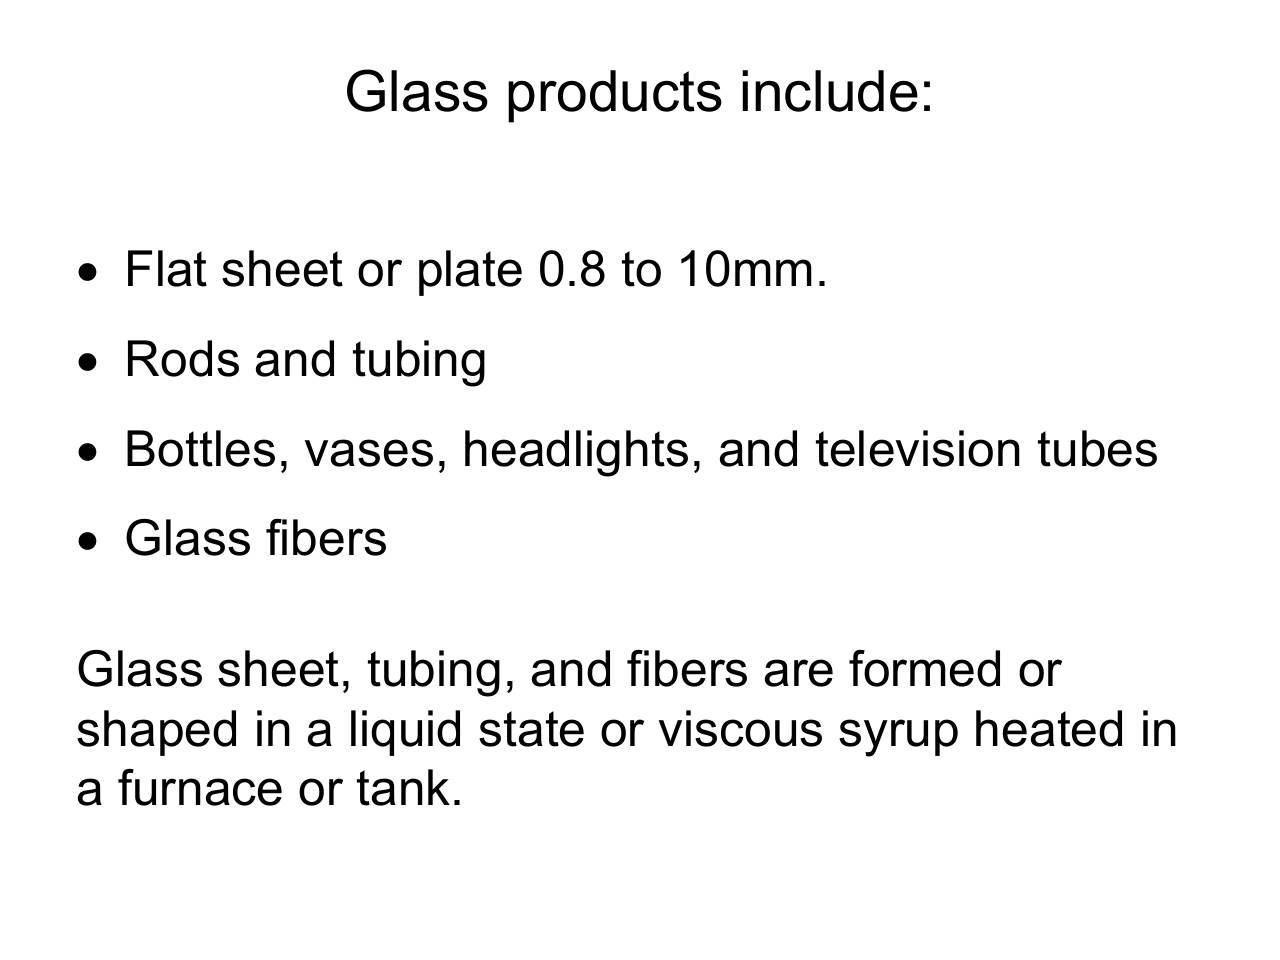 Glass products include:
• Flat sheet or plate 0.8 to 10mm.
• Rods and tubing
• Bottles, vases, headlights, and television tubes
• Glass fibers
Glass sheet, tubing, and fibers are formed or
shaped in a liquid state or viscous syrup heated in
a furnace or tank.